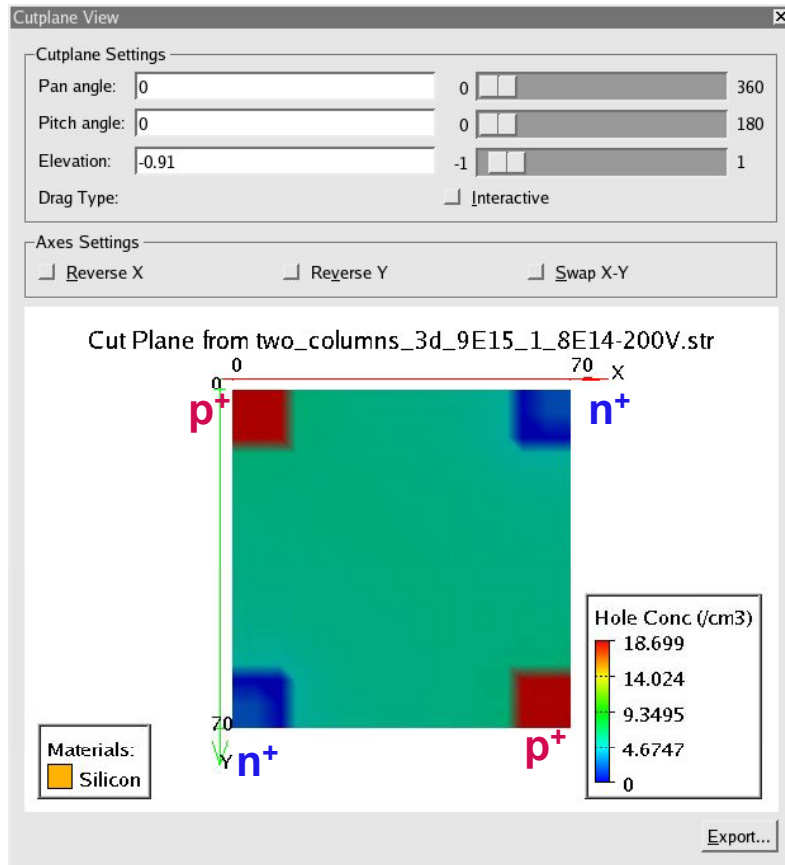 Cutplane View
Cutplane Settings
Pan angle: 0 0 360
Pitch angle: 0 0 180
Elevation: -0.91 -1 1
Drag Type: Interactive
Axes Settings
Reverse X Reverse Y Swap X-Y
Cut Plane from two_columns_3d_9E15_1_8E14-200V.str
0 70 X
0
p⁺ n⁺
Hole Conc (/cm3)
18.699
14.024
9.3495
4.6747
0
70
Y n⁺ p⁺
Materials:
Silicon
Export...